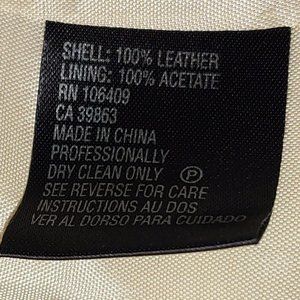 SHELL: 100% LEATHER
LINING: 100% ACETATE
RN 106409
CA 39863
MADE IN CHINA
PROFESSIONALLY
DRY CLEAN ONLY Ⓟ
SEE REVERSE FOR CARE
INSTRUCTIONS AU DOS
VER AL DORSO PARA CUIDADO